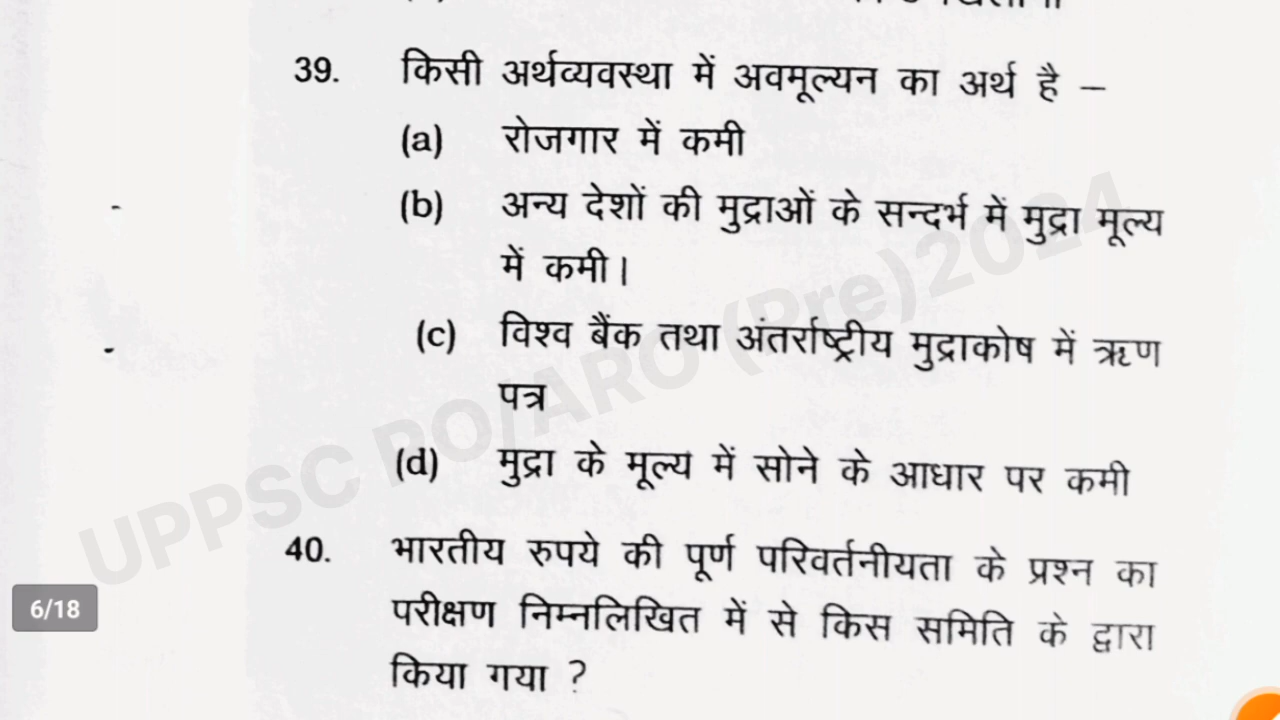 39. किसी अर्थव्यवस्था में अवमूल्यन का अर्थ है –
(a) रोजगार में कमी
(b) अन्य देशों की मुद्राओं के सन्दर्भ में मुद्रा मूल्य
में कमी।
(c) विश्व बैंक तथा अंतर्राष्ट्रीय मुद्राकोष में ऋण
पत्र
(d) मुद्रा के मूल्य में सोने के आधार पर कमी
40. भारतीय रुपये की पूर्ण परिवर्तनीयता के प्रश्न का
परीक्षण निम्नलिखित में से किस समिति के द्वारा
किया गया ?
UPPSC RO/ARO (Pre)2024
6/18